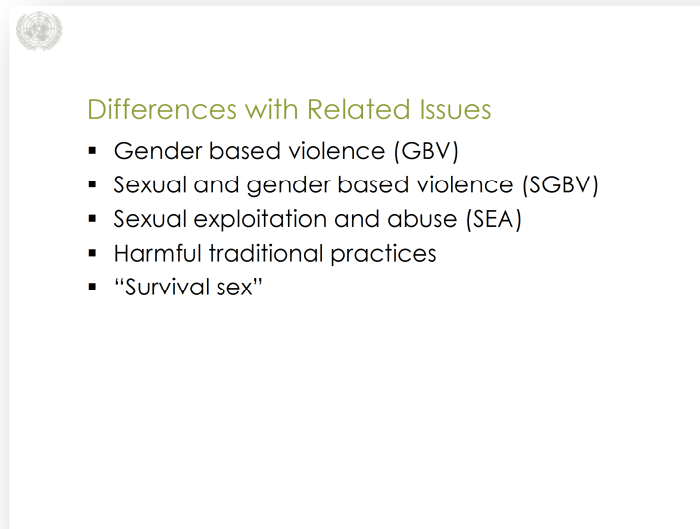 Differences with Related Issues
▪ Gender based violence (GBV)
▪ Sexual and gender based violence (SGBV)
▪ Sexual exploitation and abuse (SEA)
▪ Harmful traditional practices
▪ “Survival sex”